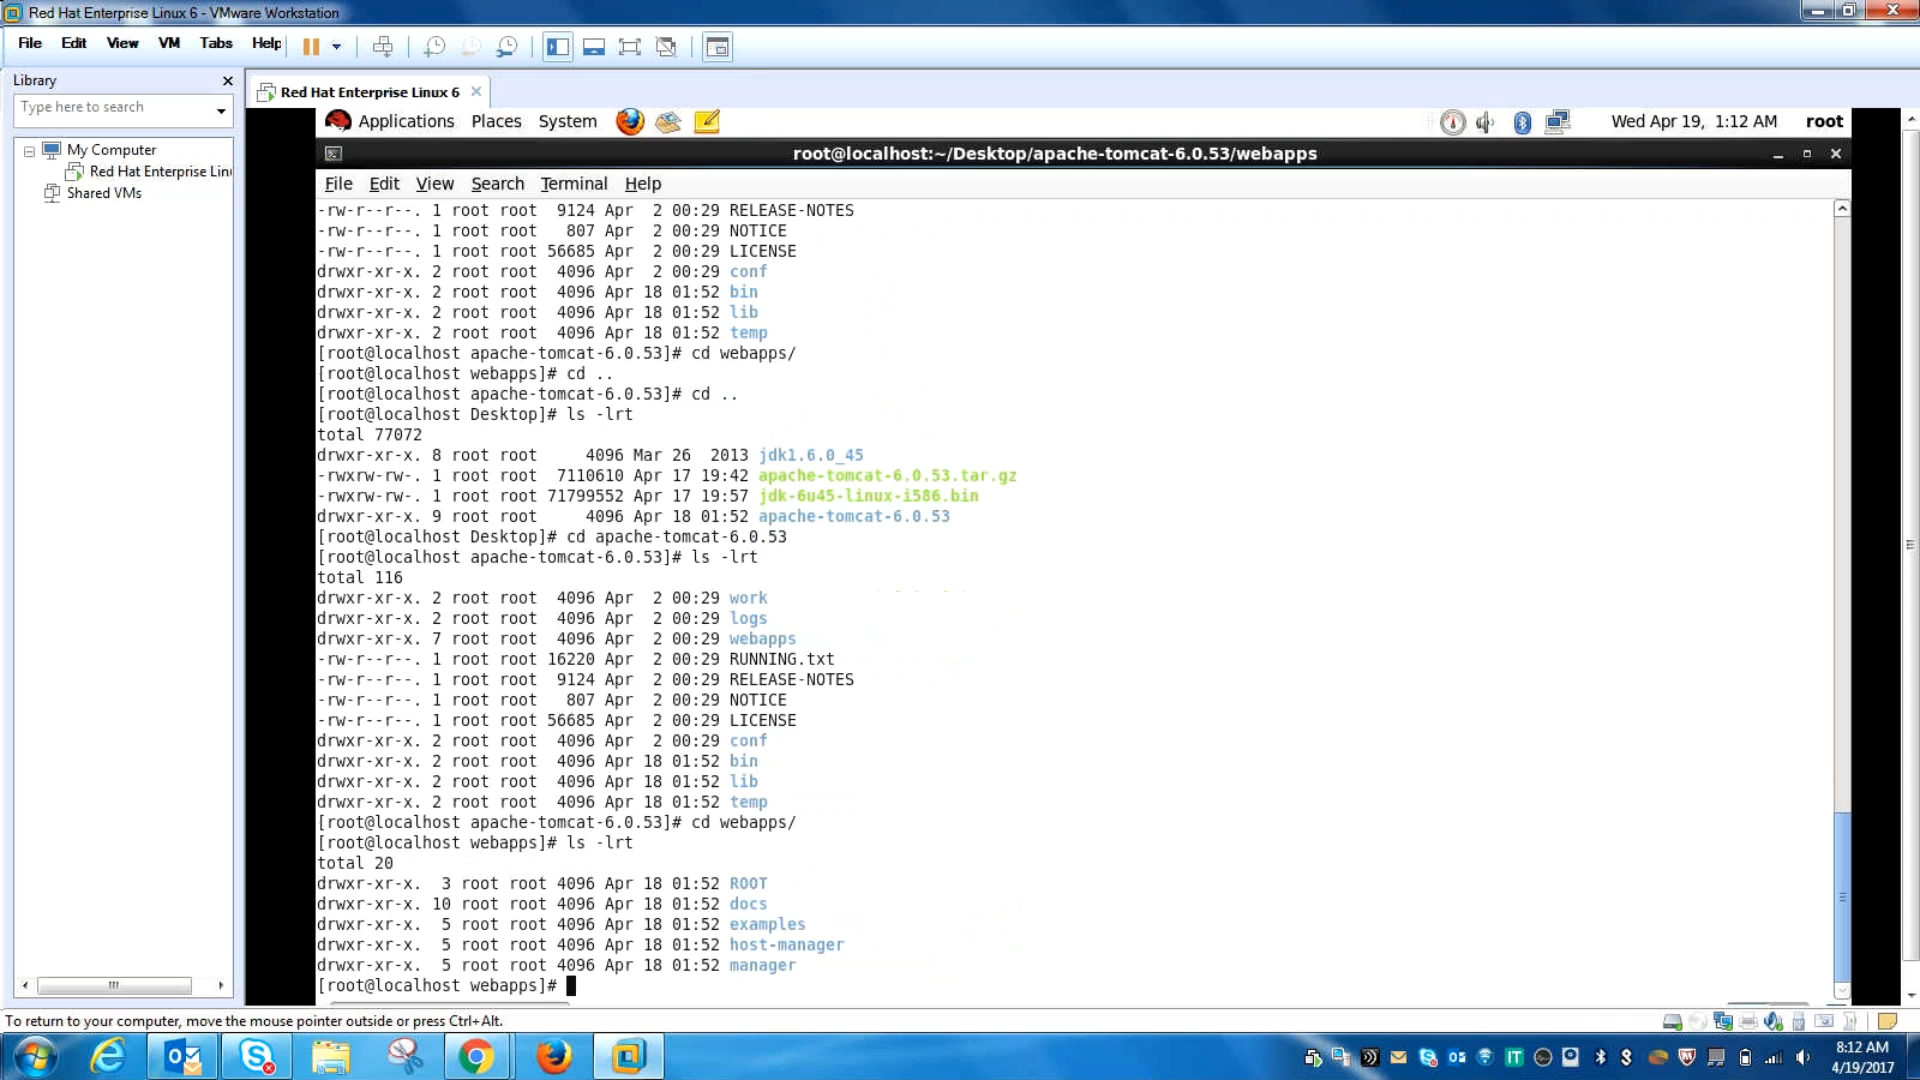 Red Hat Enterprise Linux 6 - VMware Workstation
File Edit View VM Tabs Help
Library
Type here to search
My Computer
Red Hat Enterprise Lin
Shared VMs
Red Hat Enterprise Linux 6
Applications Places System
Wed Apr 19, 1:12 AM root
root@localhost:~/Desktop/apache-tomcat-6.0.53/webapps
File Edit View Search Terminal Help
-rw-r--r--. 1 root root  9124 Apr  2 00:29 RELEASE-NOTES
-rw-r--r--. 1 root root   807 Apr  2 00:29 NOTICE
-rw-r--r--. 1 root root 56685 Apr  2 00:29 LICENSE
drwxr-xr-x. 2 root root  4096 Apr  2 00:29 conf
drwxr-xr-x. 2 root root  4096 Apr 18 01:52 bin
drwxr-xr-x. 2 root root  4096 Apr 18 01:52 lib
drwxr-xr-x. 2 root root  4096 Apr 18 01:52 temp
[root@localhost apache-tomcat-6.0.53]# cd webapps/
[root@localhost webapps]# cd ..
[root@localhost apache-tomcat-6.0.53]# cd ..
[root@localhost Desktop]# ls -lrt
total 77072
drwxr-xr-x. 8 root root     4096 Mar 26  2013 jdk1.6.0_45
-rwxrw-rw-. 1 root root  7110610 Apr 17 19:42 apache-tomcat-6.0.53.tar.gz
-rwxrw-rw-. 1 root root 71799552 Apr 17 19:57 jdk-6u45-linux-i586.bin
drwxr-xr-x. 9 root root     4096 Apr 18 01:52 apache-tomcat-6.0.53
[root@localhost Desktop]# cd apache-tomcat-6.0.53
[root@localhost apache-tomcat-6.0.53]# ls -lrt
total 116
drwxr-xr-x. 2 root root  4096 Apr  2 00:29 work
drwxr-xr-x. 2 root root  4096 Apr  2 00:29 logs
drwxr-xr-x. 7 root root  4096 Apr  2 00:29 webapps
-rw-r--r--. 1 root root 16220 Apr  2 00:29 RUNNING.txt
-rw-r--r--. 1 root root  9124 Apr  2 00:29 RELEASE-NOTES
-rw-r--r--. 1 root root   807 Apr  2 00:29 NOTICE
-rw-r--r--. 1 root root 56685 Apr  2 00:29 LICENSE
drwxr-xr-x. 2 root root  4096 Apr  2 00:29 conf
drwxr-xr-x. 2 root root  4096 Apr 18 01:52 bin
drwxr-xr-x. 2 root root  4096 Apr 18 01:52 lib
drwxr-xr-x. 2 root root  4096 Apr 18 01:52 temp
[root@localhost apache-tomcat-6.0.53]# cd webapps/
[root@localhost webapps]# ls -lrt
total 20
drwxr-xr-x.  3 root root 4096 Apr 18 01:52 ROOT
drwxr-xr-x. 10 root root 4096 Apr 18 01:52 docs
drwxr-xr-x.  5 root root 4096 Apr 18 01:52 examples
drwxr-xr-x.  5 root root 4096 Apr 18 01:52 host-manager
drwxr-xr-x.  5 root root 4096 Apr 18 01:52 manager
[root@localhost webapps]#
To return to your computer, move the mouse pointer outside or press Ctrl+Alt.
8:12 AM
4/19/2017